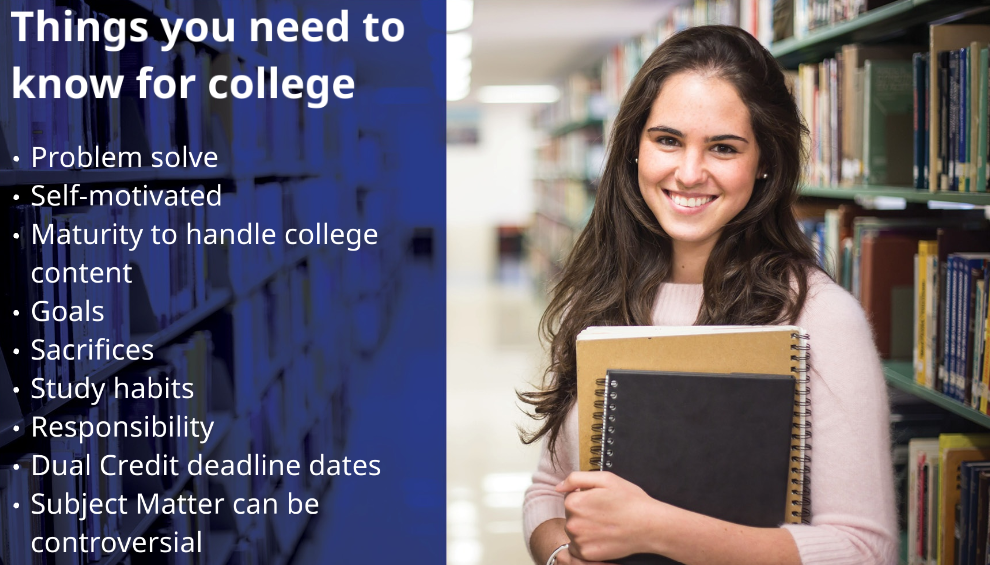 Things you need to
know for college
• Problem solve
• Self-motivated
• Maturity to handle college
content
• Goals
• Sacrifices
• Study habits
• Responsibility
• Dual Credit deadline dates
• Subject Matter can be
controversial